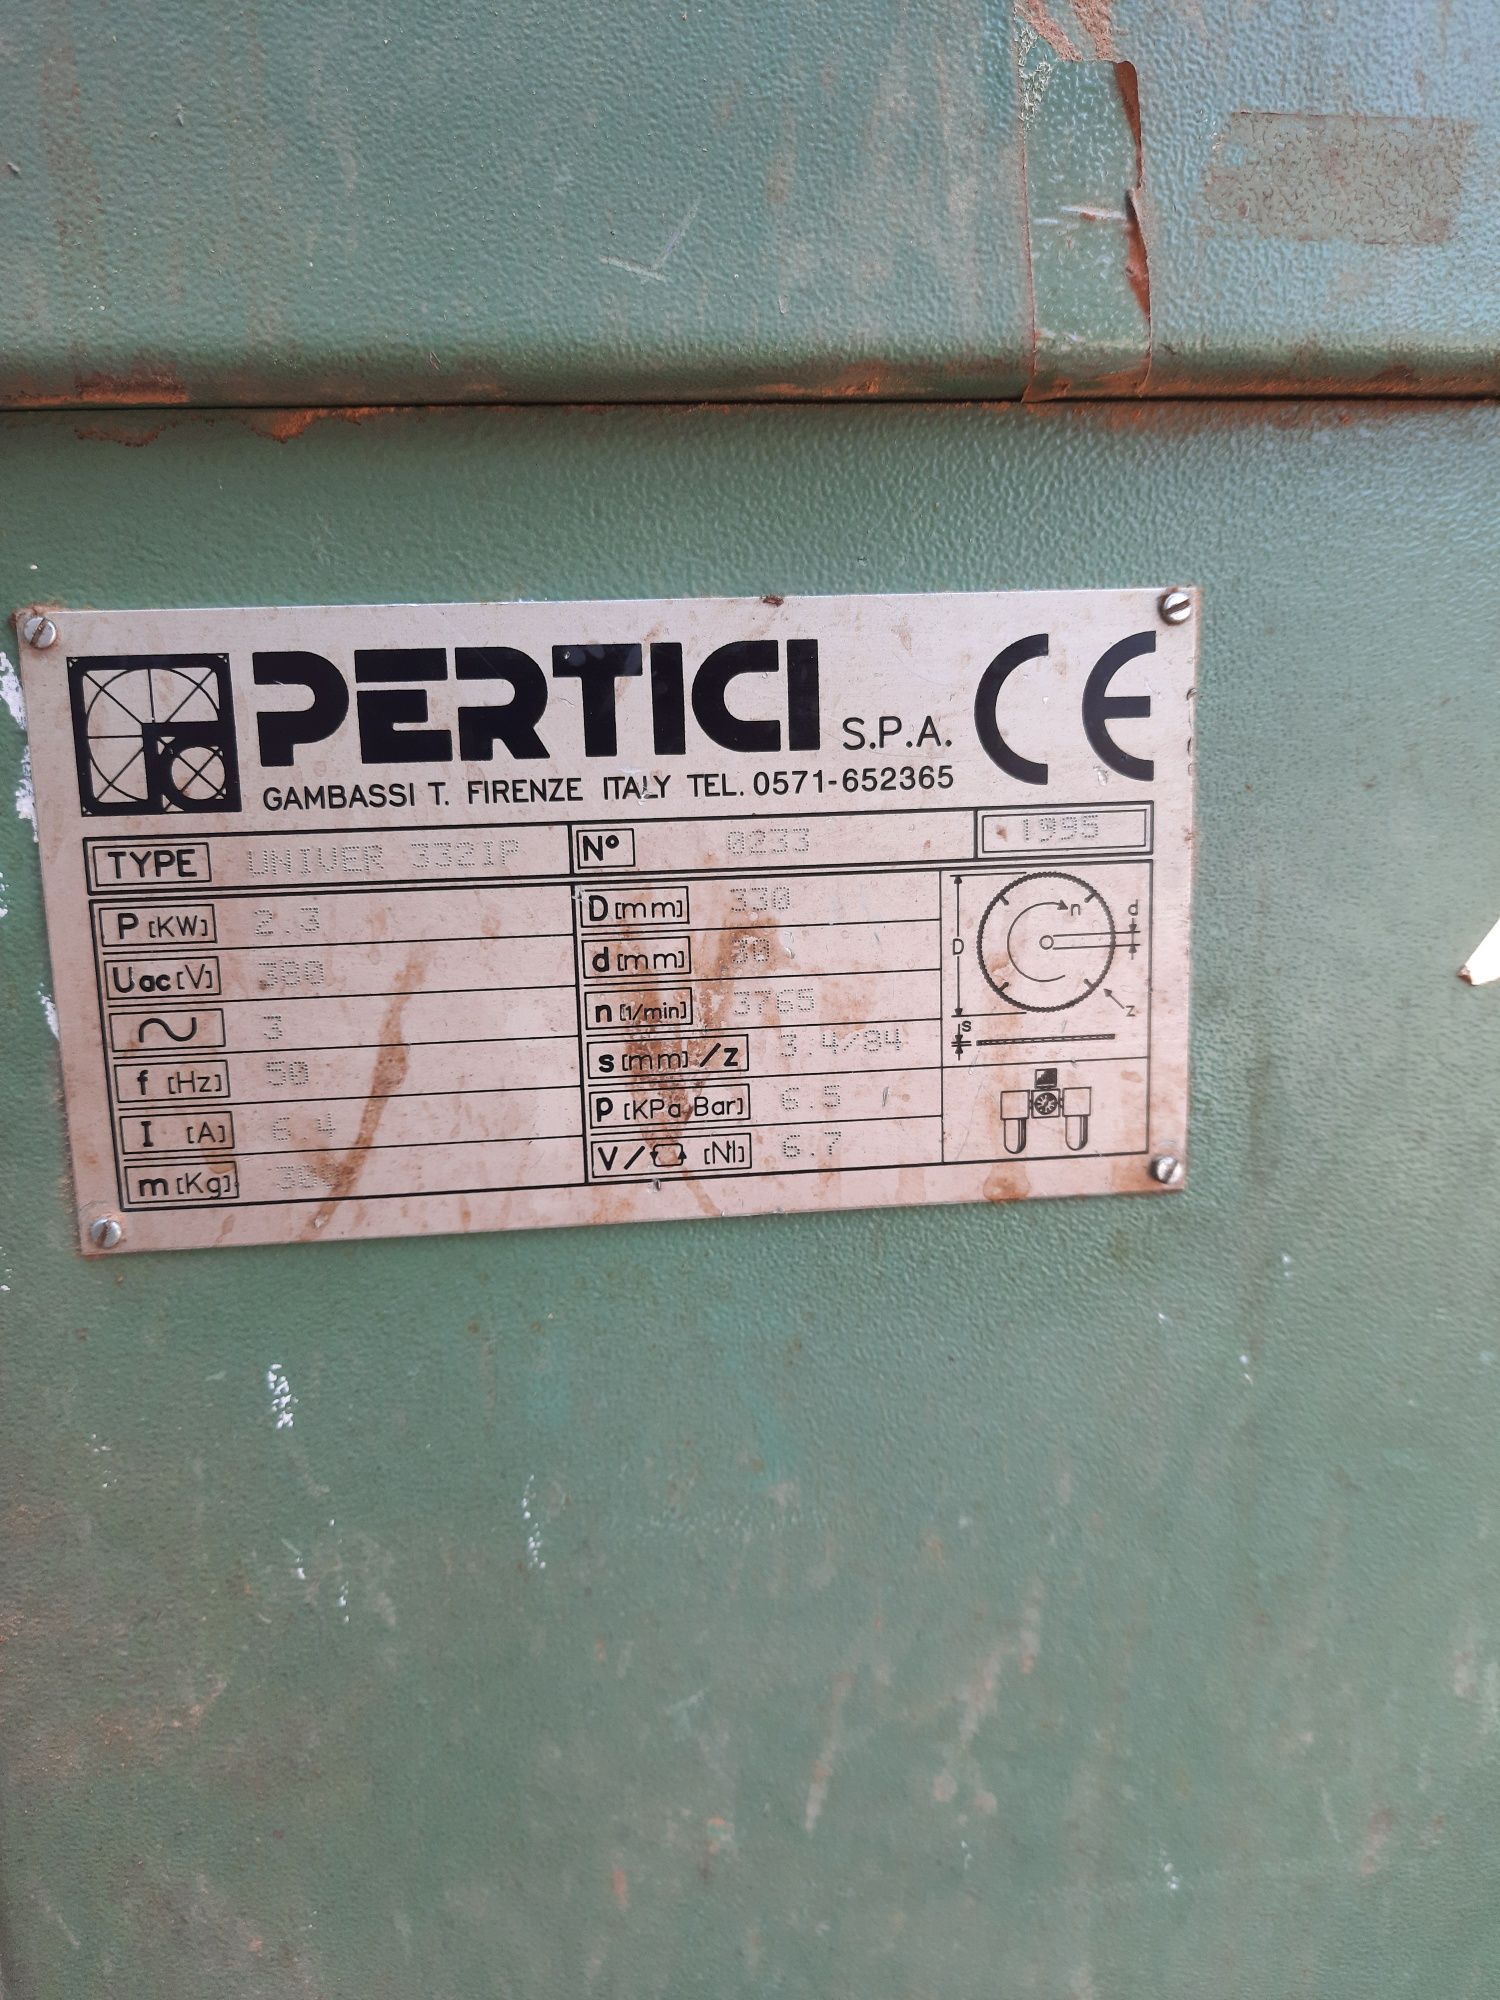 PERTICI S.P.A. CE
GAMBASSI T. FIRENZE ITALY TEL. 0571-652365
TYPE UNIVER 332IP Nº 0233 1995
P [KW] 2.3
Uac [V] 380
3
f [Hz] 50
I [A] 6.4
m [Kg]
D [mm] 330
d [mm]
n [1/min] 3765
s [mm] /z 3.4/84
P [KPa Bar] 6.5
V/ [Nl] 6.7
D n d z
s